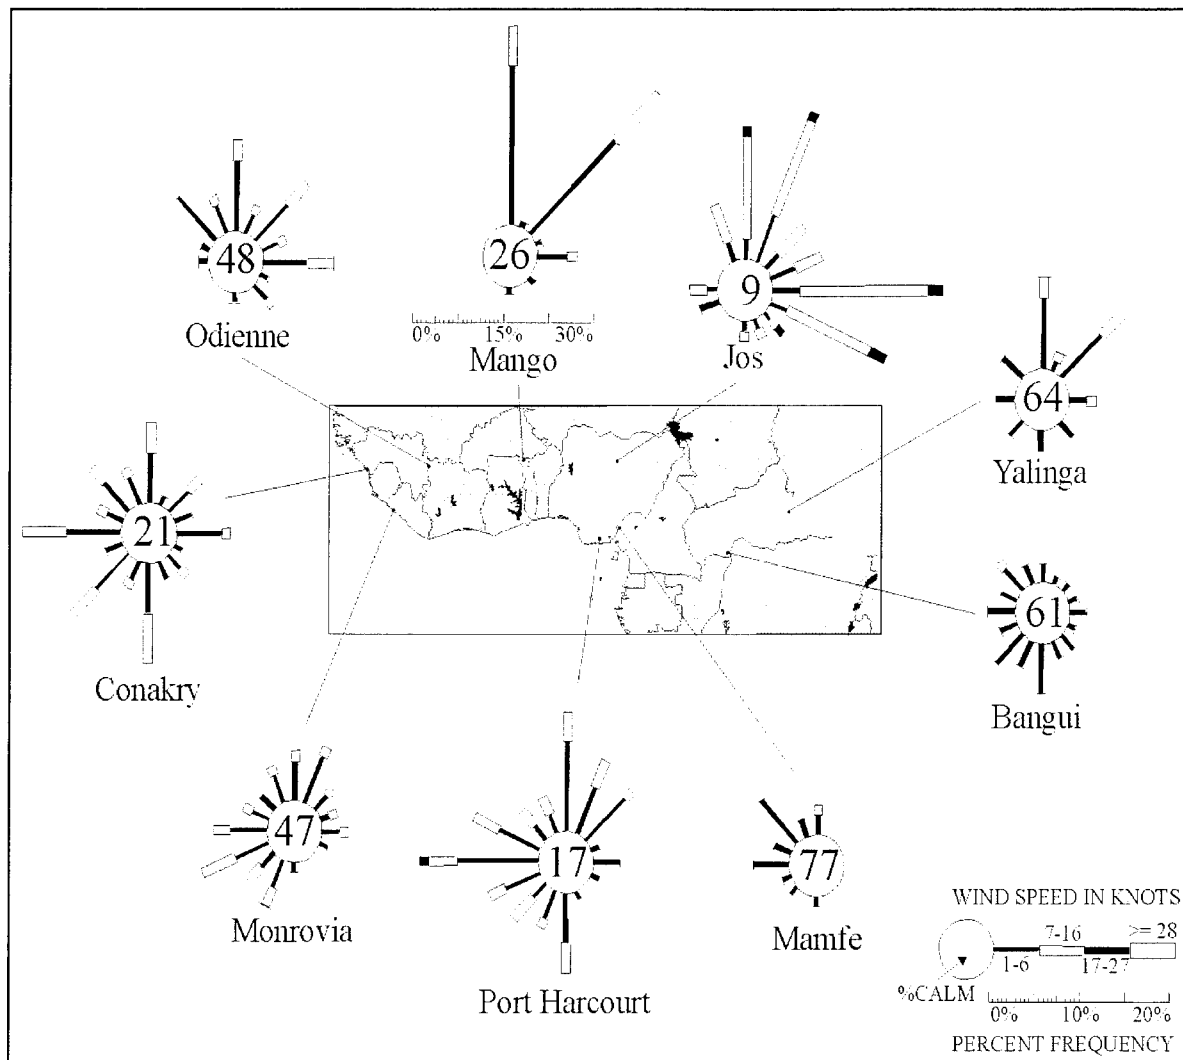 48
Odienne
26
0% 15% 30%
Mango
9
Jos
64
Yalinga
21
Conakry
61
Bangui
47
Monrovia
17
Port Harcourt
77
Mamfe
WIND SPEED IN KNOTS
7-16 >= 28
1-6 17-27
%CALM
0% 10% 20%
PERCENT FREQUENCY